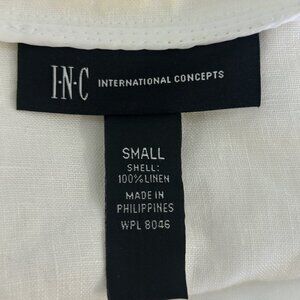 I·N·C INTERNATIONAL CONCEPTS
SMALL
SHELL:
100% LINEN
MADE IN
PHILIPPINES
WPL 8046